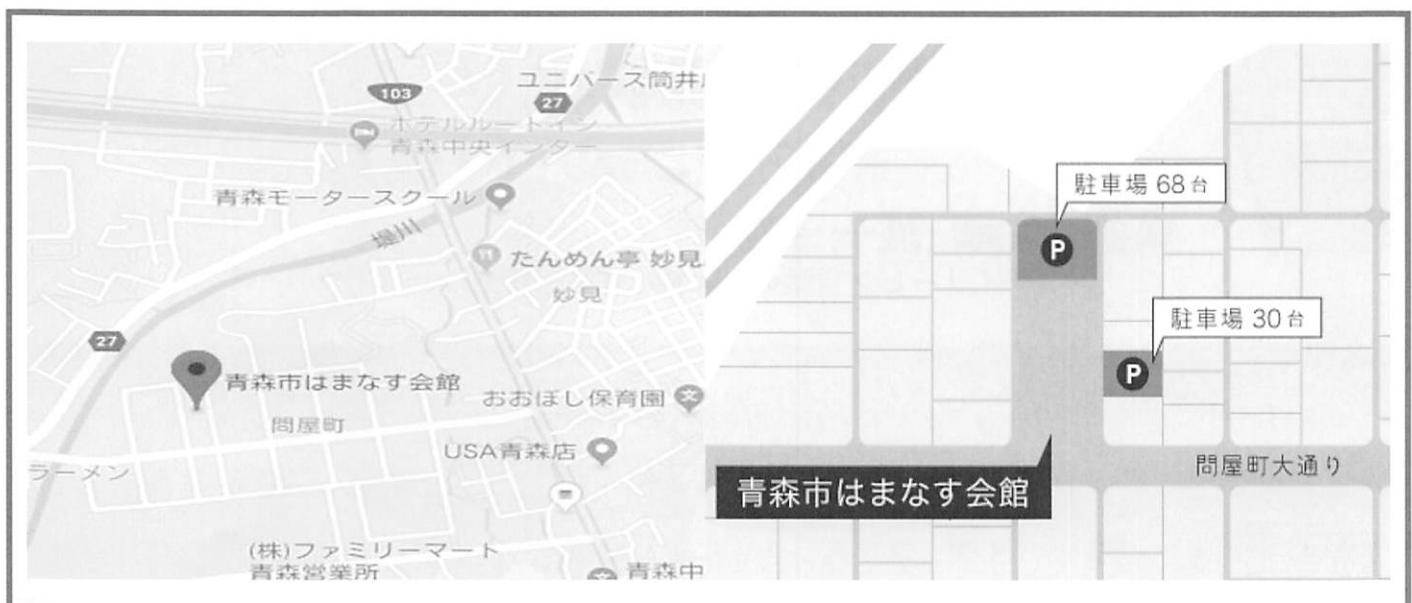 103
ユニバース筒井
27
ホテルルートイン
青森中央インター
青森モータースクール
堤川
たんめん亭 妙見
妙見
27
青森市はまなす会館
おおぼし保育園
問屋町
USA青森店
ラーメン
(株)ファミリーマート
青森営業所
青森中
駐車場 68台
P
駐車場 30台
P
問屋町大通り
青森市はまなす会館